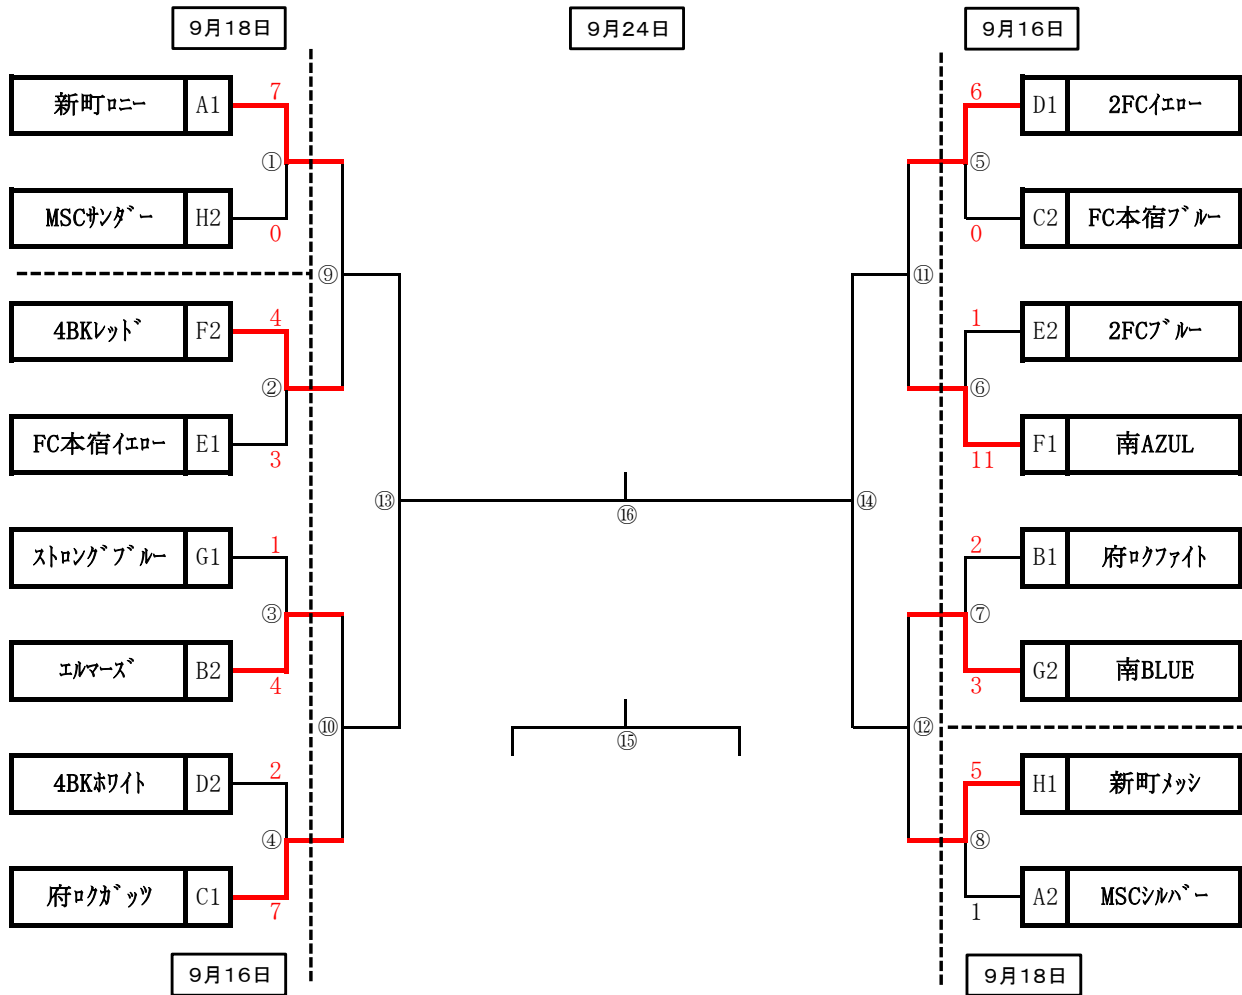 9月18日
9月24日
9月16日
新町ﾛﾆｰ A1 7
6 D1 2FCｲｴﾛｰ
①
⑤
MSCｻﾝﾀﾞｰ H2 0
0 C2 FC本宿ﾌﾞﾙｰ
⑨
⑪
4BKﾚｯﾄﾞ F2 4
1 E2 2FCﾌﾞﾙｰ
②
⑥
FC本宿ｲｴﾛｰ E1 3
11 F1 南AZUL
⑬
⑯
⑭
ｽﾄﾛﾝｸﾞﾌﾞﾙｰ G1 1
2 B1 府ﾛｸﾌｧｲﾄ
③
⑦
ｴﾙﾏｰｽﾞ B2 4
3 G2 南BLUE
⑩
⑮
⑫
4BKﾎﾜｲﾄ D2 2
5 H1 新町ﾒｯｼ
④
⑧
府ﾛｸｶﾞｯﾂ C1 7
1 A2 MSCｼﾙﾊﾞｰ
9月16日
9月18日